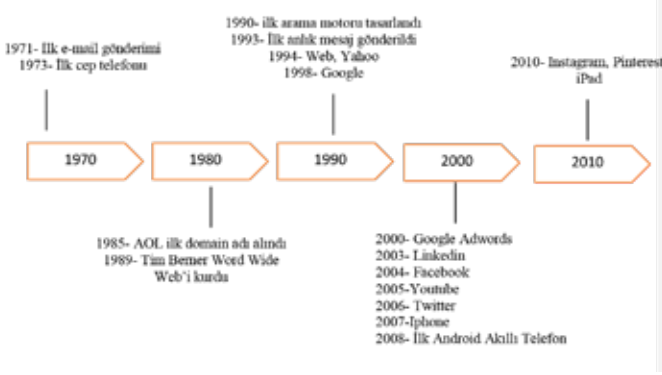 1990- ilk arama motoru tasarlandı
1993- İlk anlık mesaj gönderildi
1994- Web, Yahoo
1998- Google
1971- İlk e-mail gönderimi
1973- İlk cep telefonu
2010- Instagram, Pinterest
iPad
1970
1980
1990
2000
2010
1985- AOL ilk domain adı alındı
1989- Tim Berner Word Wide
Web'i kurdu
2000- Google Adwords
2003- Linkedin
2004- Facebook
2005-Youtube
2006- Twitter
2007-Iphone
2008- İlk Android Akıllı Telefon